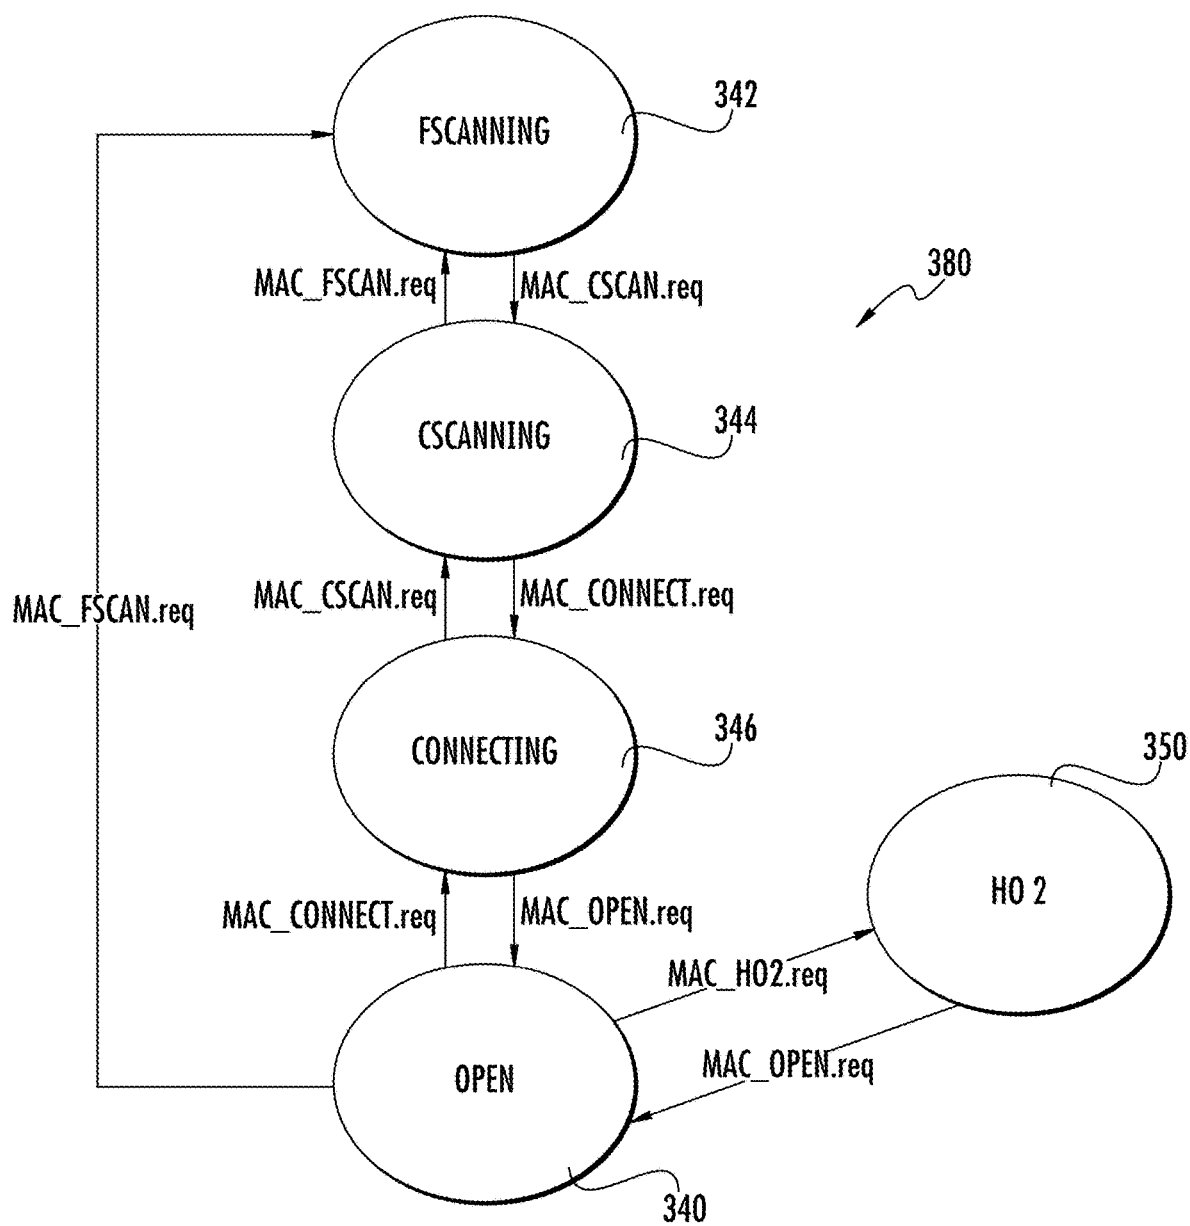 342
FSCANNING
380
MAC_FSCAN.req
MAC_CSCAN.req
344
CSCANNING
MAC_CSCAN.req
MAC_CONNECT.req
MAC_FSCAN.req
346
CONNECTING
350
HO 2
MAC_CONNECT.req
MAC_OPEN.req
MAC_HO2.req
MAC_OPEN.req
OPEN
340